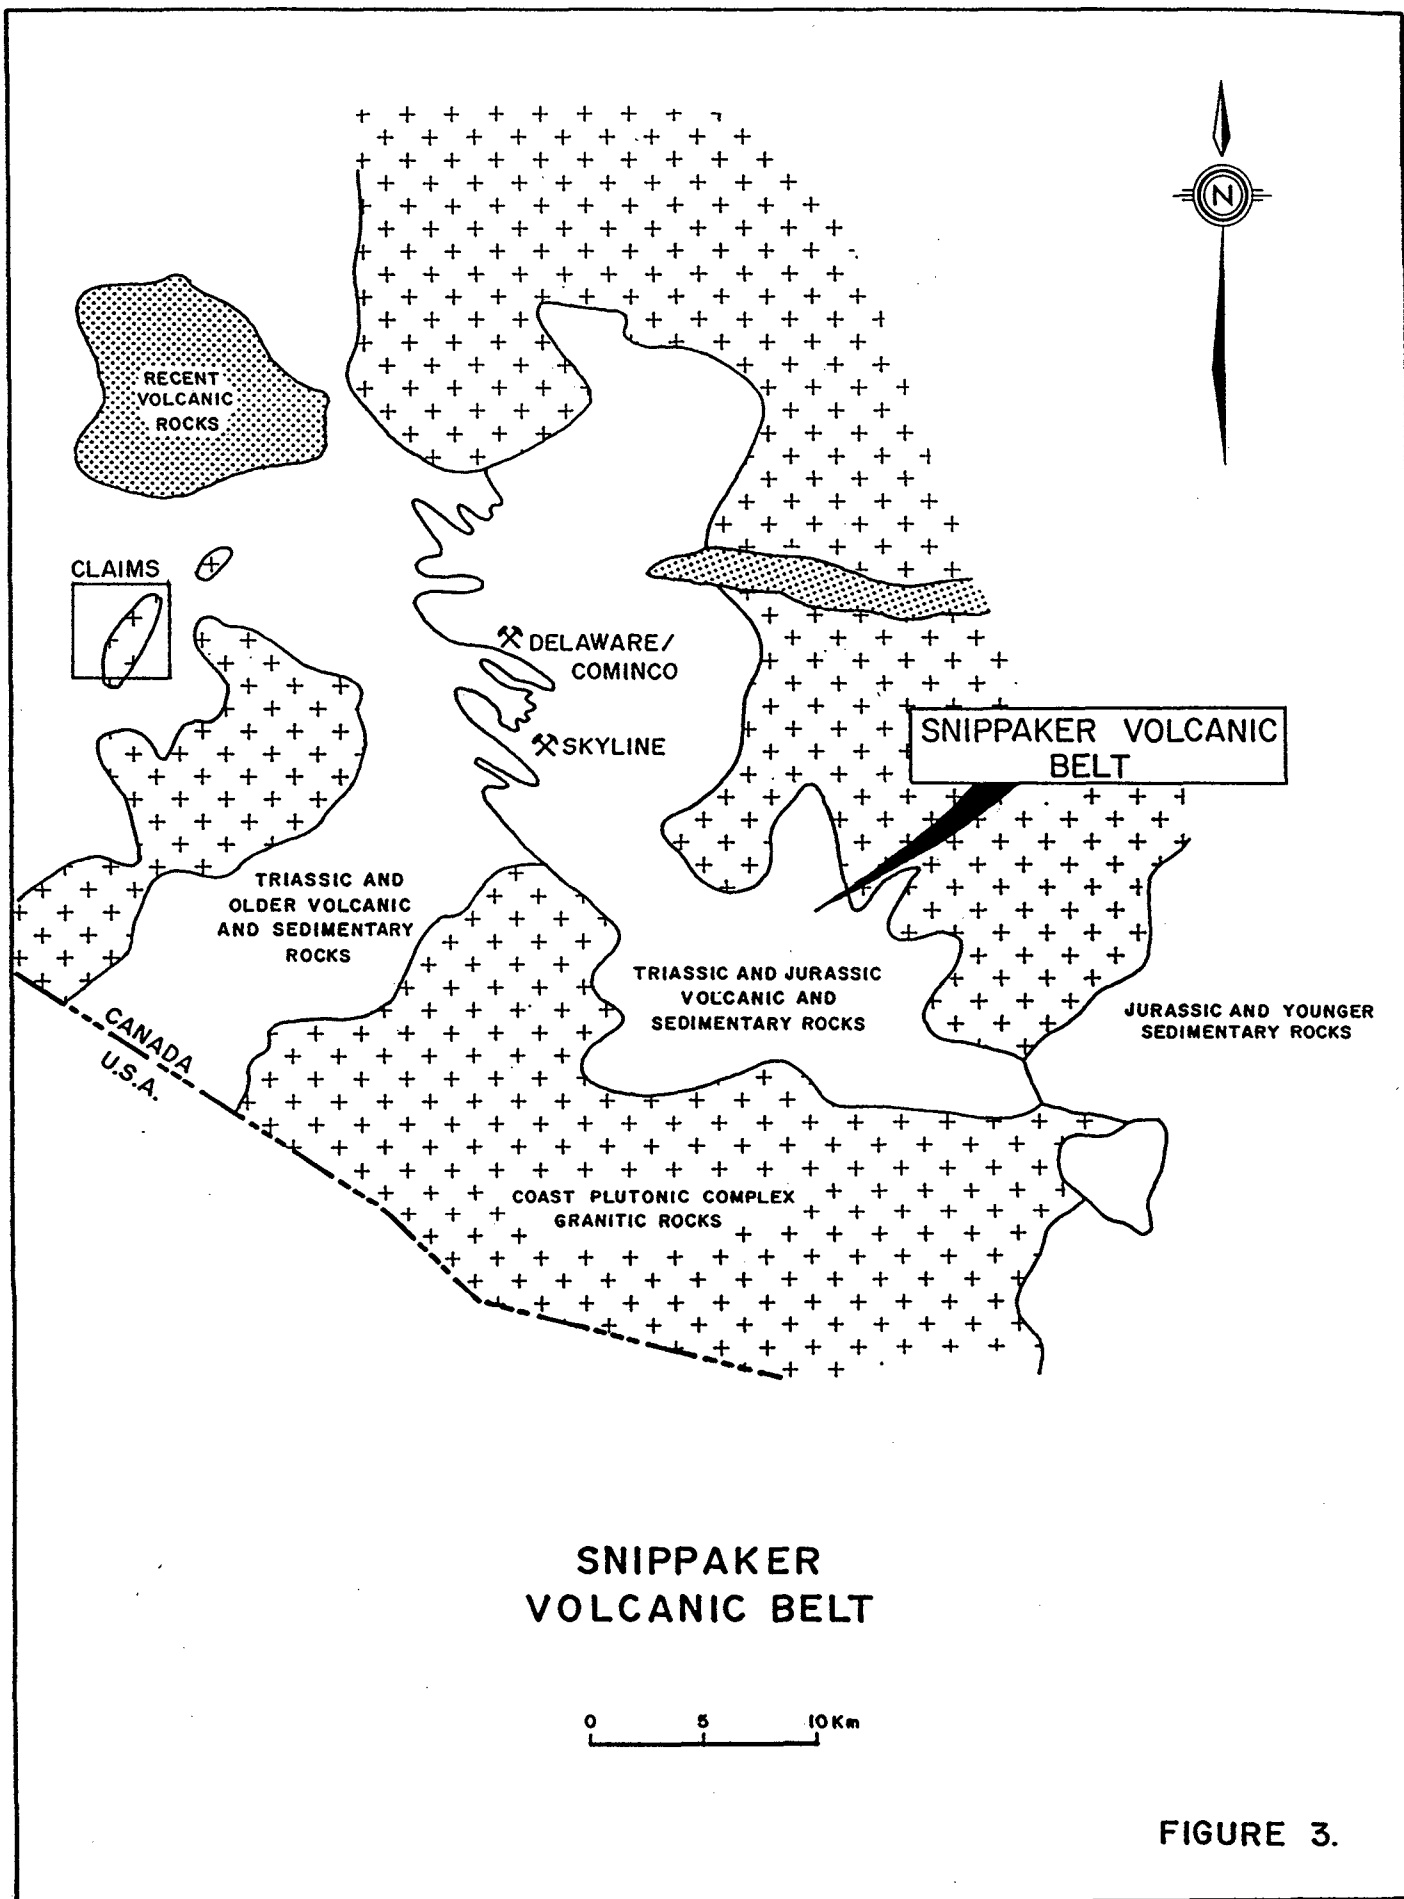 N
RECENT
VOLCANIC
ROCKS
CLAIMS
DELAWARE/
COMINCO
SKYLINE
SNIPPAKER VOLCANIC
BELT
TRIASSIC AND
OLDER VOLCANIC
AND SEDIMENTARY
ROCKS
TRIASSIC AND JURASSIC
VOLCANIC AND
SEDIMENTARY ROCKS
JURASSIC AND YOUNGER
SEDIMENTARY ROCKS
CANADA
U.S.A.
COAST PLUTONIC COMPLEX
GRANITIC ROCKS
SNIPPAKER
VOLCANIC BELT
0 5 10 Km
FIGURE 3.